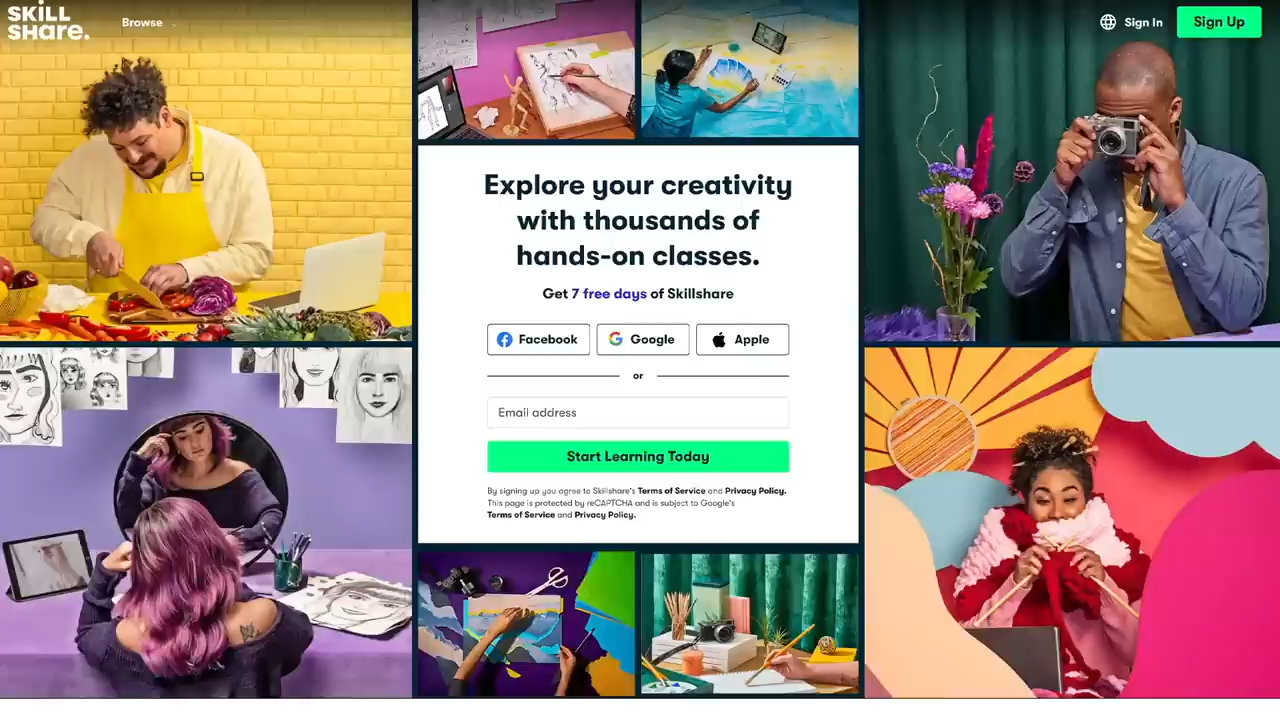 SKILL
SHare.
Browse
Sign In
Sign Up
Explore your creativity
with thousands of
hands-on classes.
Get 7 free days of Skillshare
Facebook
Google
Apple
or
Email address
Start Learning Today
By signing up you agree to Skillshare's Terms of Service and Privacy Policy.
This page is protected by reCAPTCHA and is subject to Google's
Terms of Service and Privacy Policy.